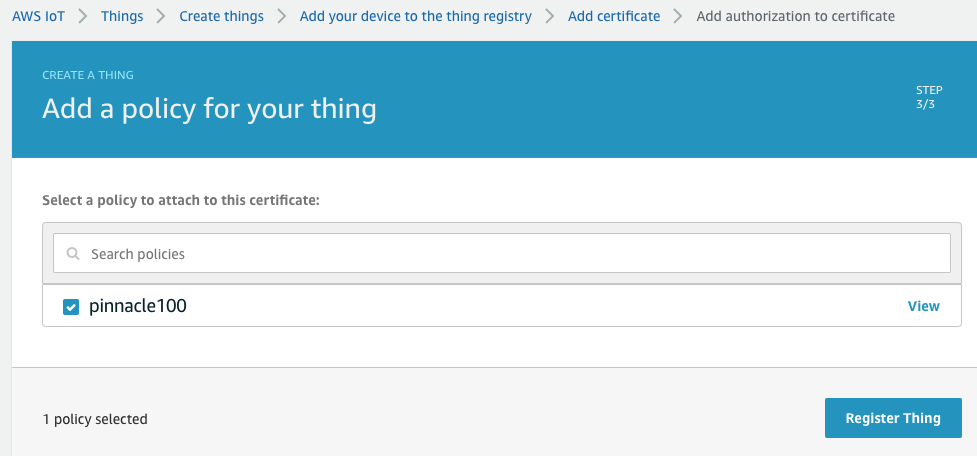 AWS IoT Things Create things Add your device to the thing registry Add certificate Add authorization to certificate
CREATE A THING
Add a policy for your thing
STEP
3/3
Select a policy to attach to this certificate:
Search policies
pinnacle100 View
1 policy selected Register Thing